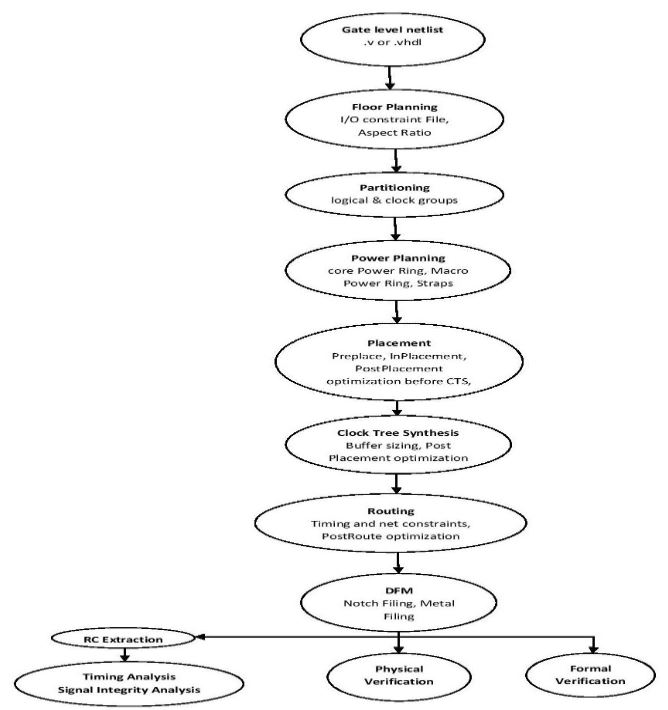 Gate level netlist
.v or .vhdl
Floor Planning
I/O constraint File,
Aspect Ratio
Partitioning
logical & clock groups
Power Planning
core Power Ring, Macro
Power Ring, Straps
Placement
Preplace, InPlacement,
PostPlacement
optimization before CTS,
Clock Tree Synthesis
Buffer sizing, Post
Placement optimization
Routing
Timing and net constraints,
PostRoute optimization
DFM
Notch Filing, Metal
Filing
RC Extraction
Timing Analysis
Signal Integrity Analysis
Physical
Verification
Formal
Verification